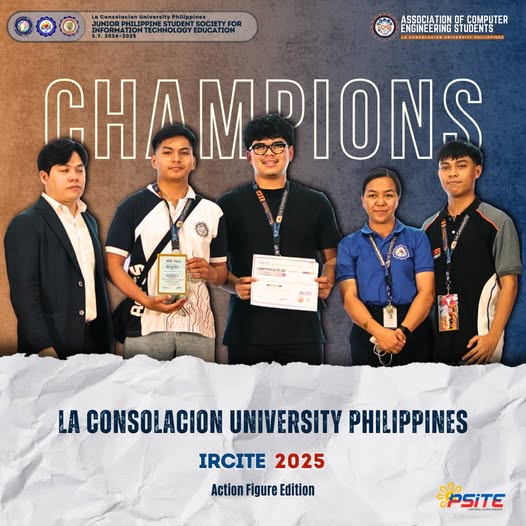 La Consolacion University Philippines
JUNIOR PHILIPPINE STUDENT SOCIETY FOR
INFORMATION TECHNOLOGY EDUCATION
S.Y. 2024-2025
ASSOCIATION OF COMPUTER
ENGINEERING STUDENTS
LA CONSOLACION UNIVERSITY PHILIPPINES
CHAMPIONS
CERTIFICATE OF
LA CONSOLACION UNIVERSITY PHILIPPINES
IRCITE 2025
Action Figure Edition
PSITE